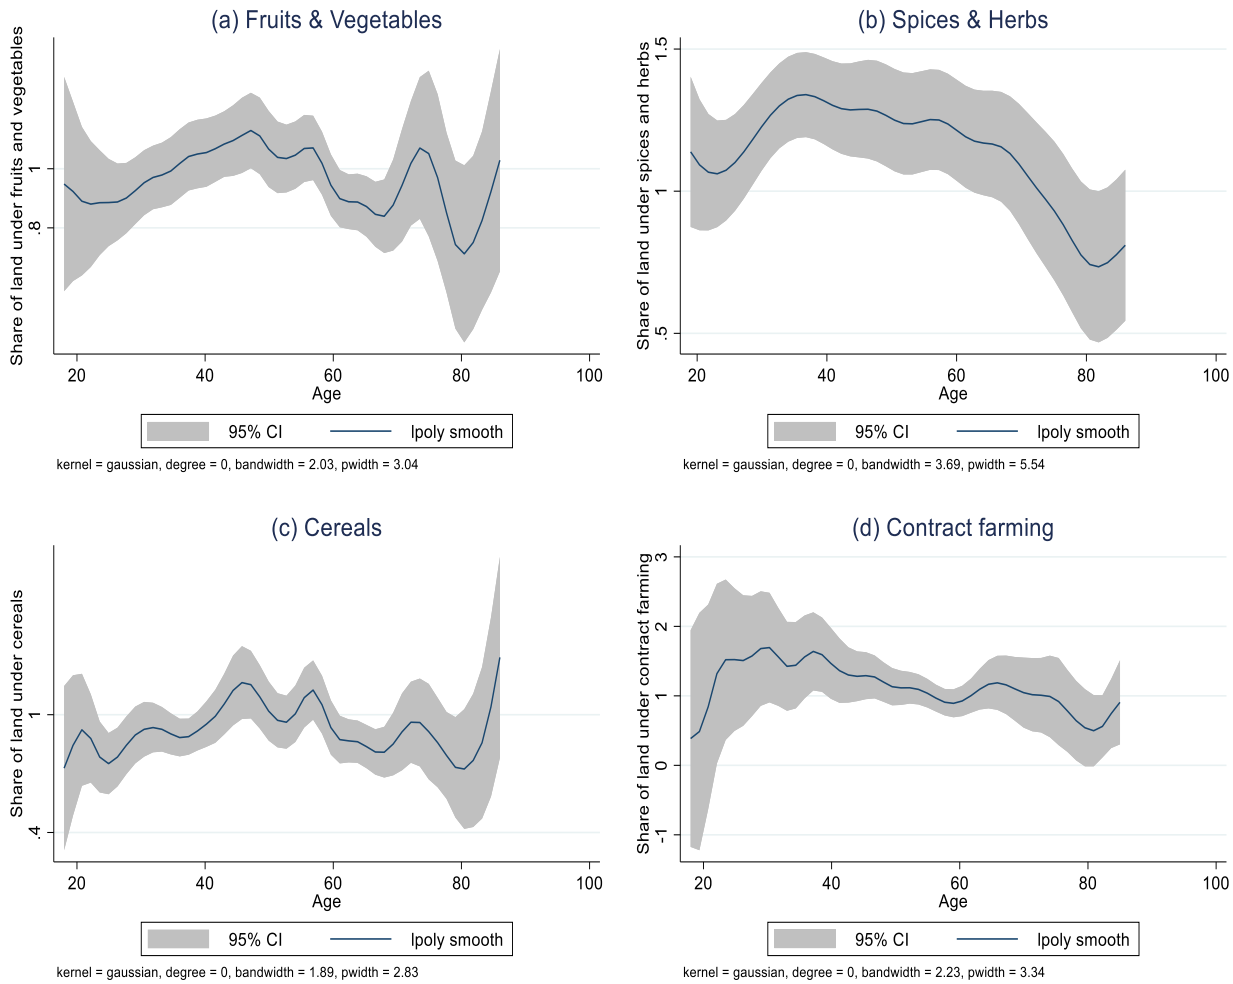 (a) Fruits & Vegetables
Share of land under fruits and vegetables
1
.8
20 40 60 80 100
Age
95% CI lpoly smooth
kernel = gaussian, degree = 0, bandwidth = 2.03, pwidth = 3.04
(b) Spices & Herbs
Share of land under spices and herbs
1.5
1
.5
20 40 60 80 100
Age
95% CI lpoly smooth
kernel = gaussian, degree = 0, bandwidth = 3.69, pwidth = 5.54
(c) Cereals
Share of land under cereals
1
.4
20 40 60 80 100
Age
95% CI lpoly smooth
kernel = gaussian, degree = 0, bandwidth = 1.89, pwidth = 2.83
(d) Contract farming
Share of land under contract farming
3
2
1
0
-1
20 40 60 80 100
Age
95% CI lpoly smooth
kernel = gaussian, degree = 0, bandwidth = 2.23, pwidth = 3.34